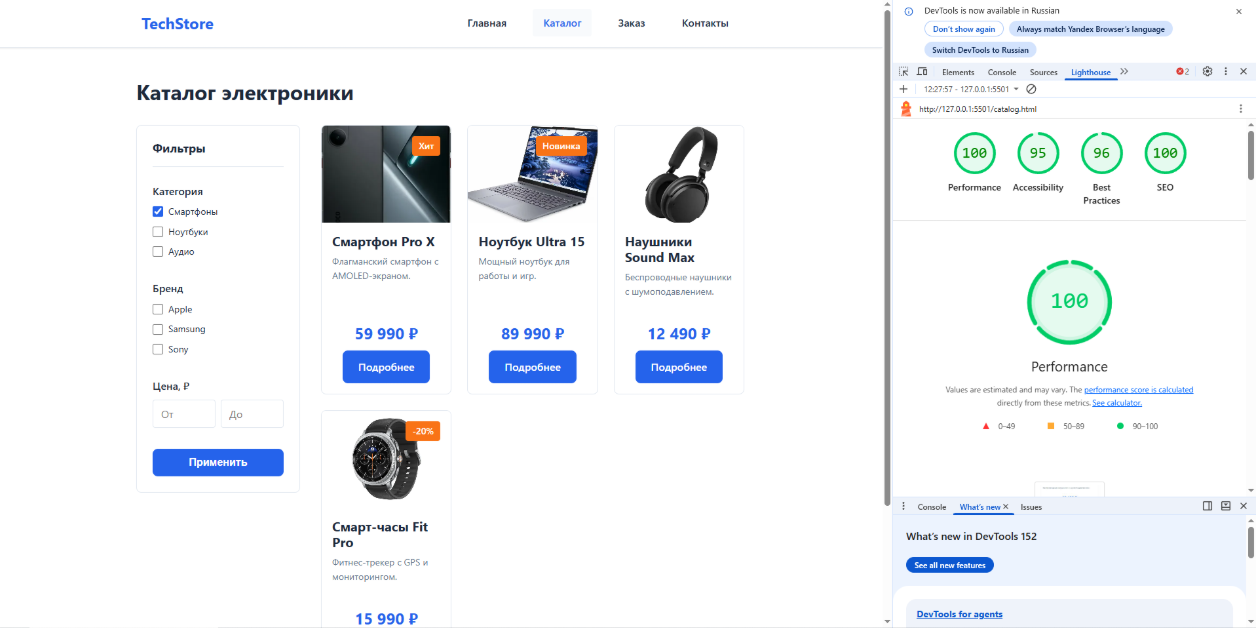 TechStore
Главная
Каталог
Заказ
Контакты
Каталог электроники
Фильтры
Категория
Смартфоны
Ноутбуки
Аудио
Бренд
Apple
Samsung
Sony
Цена, ₽
От
До
Применить
Хит
Смартфон Pro X
Флагманский смартфон с
AMOLED-экраном.
59 990 ₽
Подробнее
Новинка
Ноутбук Ultra 15
Мощный ноутбук для
работы и игр.
89 990 ₽
Подробнее
Наушники
Sound Max
Беспроводные наушники
с шумоподавлением.
12 490 ₽
Подробнее
-20%
Смарт-часы Fit
Pro
Фитнес-трекер с GPS и
мониторингом.
15 990 ₽
DevTools is now available in Russian
Don't show again
Always match Yandex Browser's language
Switch DevTools to Russian
Elements
Console
Sources
Lighthouse
2
12:27:57 - 127.0.0.1:5501
http://127.0.0.1:5501/catalog.html
100
95
96
100
Performance
Accessibility
Best
Practices
SEO
100
Performance
Values are estimated and may vary. The performance score is calculated
directly from these metrics. See calculator.
0–49
50–89
90–100
Console
What's new
Issues
What's new in DevTools 152
See all new features
DevTools for agents